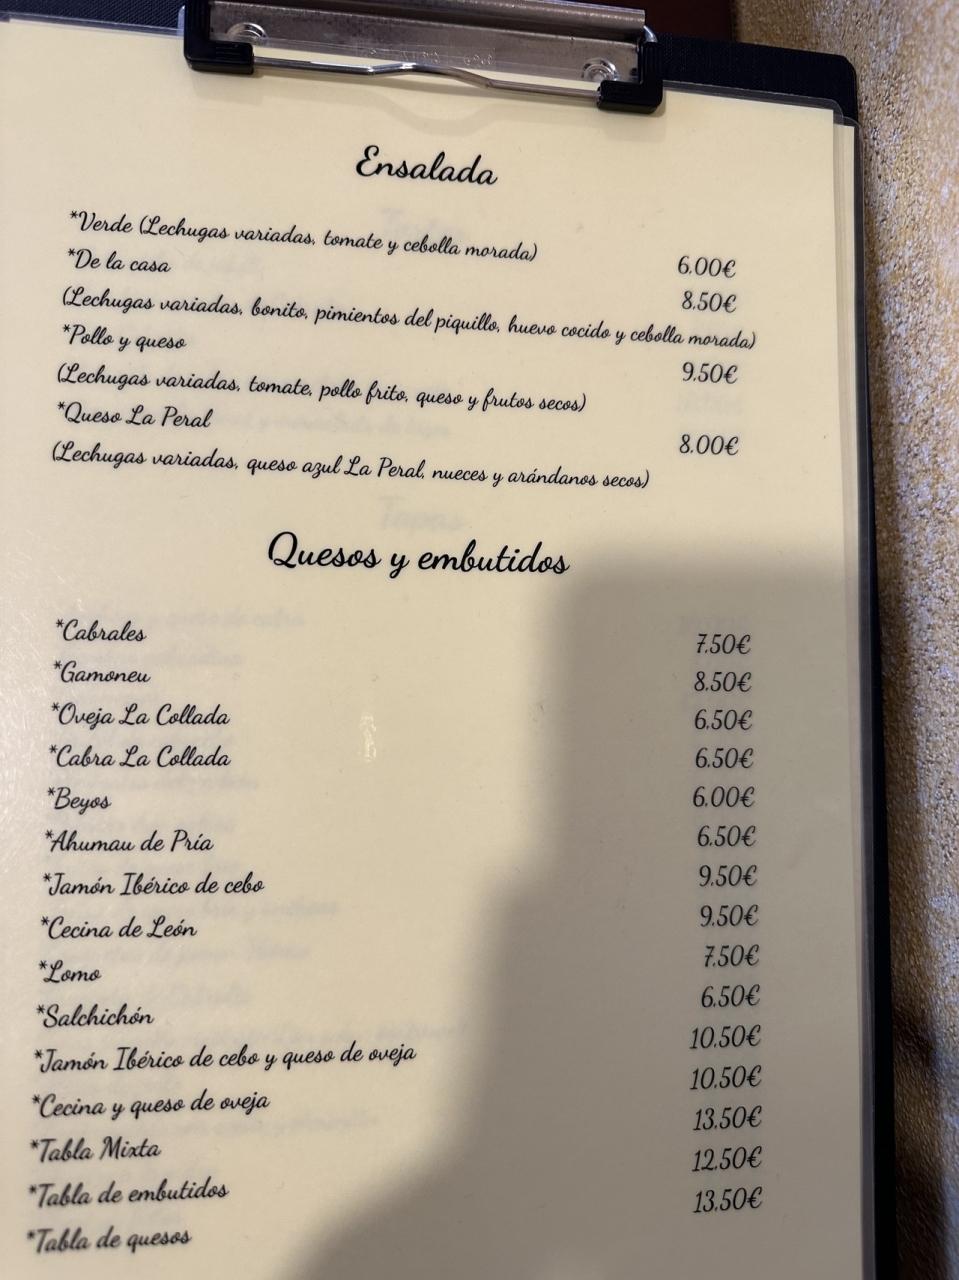 Ensalada
*Verde (Lechugas variadas, tomate y cebolla morada) 6.00€
*De la casa 8.50€
(Lechugas variadas, bonito, pimientos del piquillo, huevo cocido y cebolla morada)
*Pollo y queso 9.50€
(Lechugas variadas, tomate, pollo frito, queso y frutos secos)
*Queso La Peral 8.00€
(Lechugas variadas, queso azul La Peral, nueces y arándanos secos)
Quesos y embutidos
*Cabrales 7.50€
*Gamoneu 8.50€
*Oveja La Collada 6.50€
*Cabra La Collada 6.50€
*Beyos 6.00€
*Ahumau de Pría 6.50€
*Jamón Ibérico de cebo 9.50€
*Cecina de León 9.50€
*Lomo 7.50€
*Salchichón 6.50€
*Jamón Ibérico de cebo y queso de oveja 10.50€
*Cecina y queso de oveja 10.50€
*Tabla Mixta 13.50€
*Tabla de embutidos 12.50€
*Tabla de quesos 13.50€